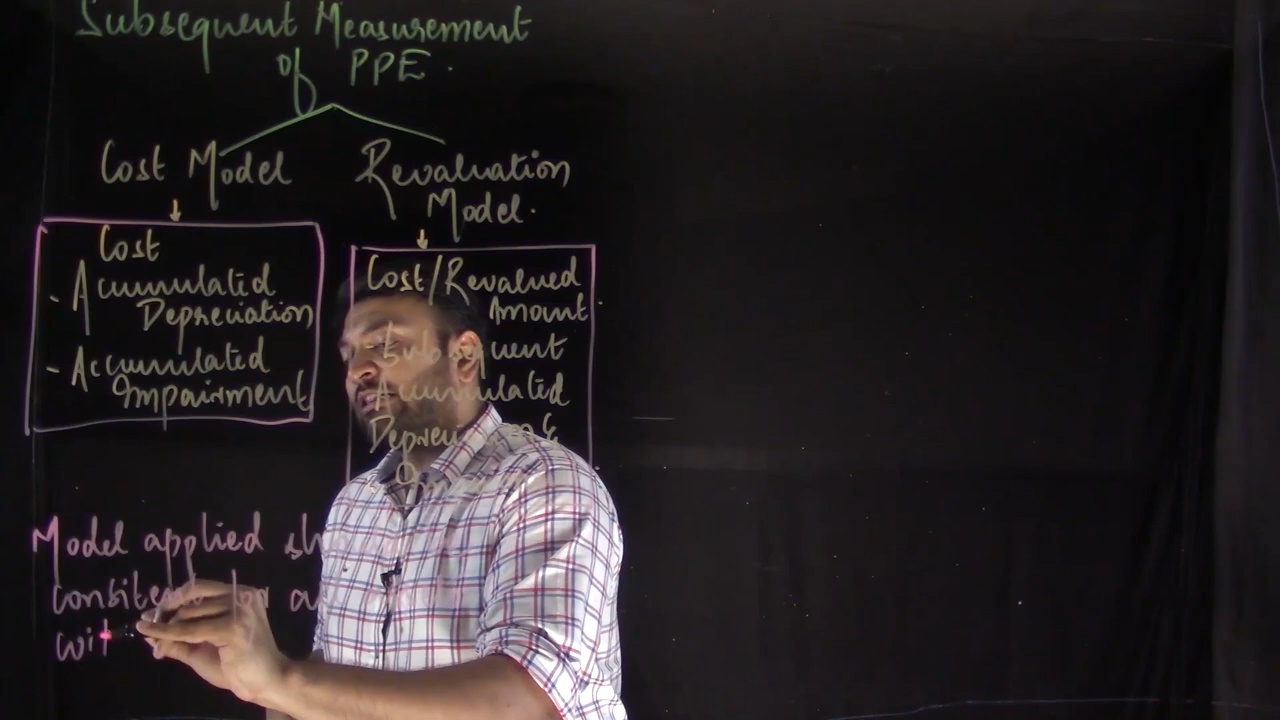 Subsequent Measurement
of PPE.
Cost Model
Revaluation
Model.
Cost
- Accumulated
Depreciation
- Accumulated
Impairment
Cost/Revalued
Amount
Subsequent
Accumulated
Model applied
for
wit